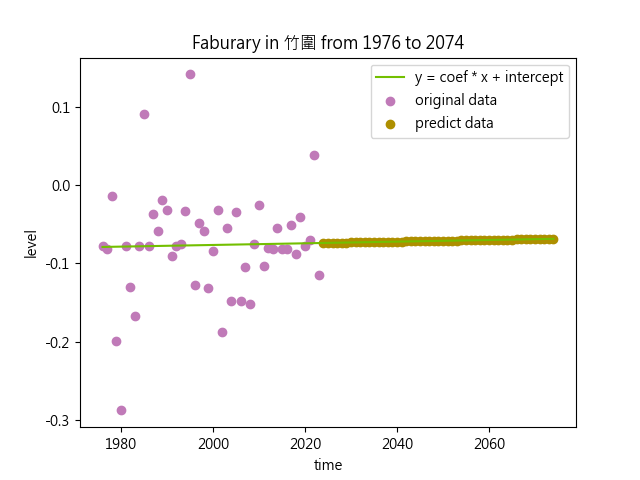 Faburary in 竹圍 from 1976 to 2074
y = coef * x + intercept
original data
predict data
0.1
0.0
-0.1
-0.2
-0.3
level
1980
2000
2020
2040
2060
time